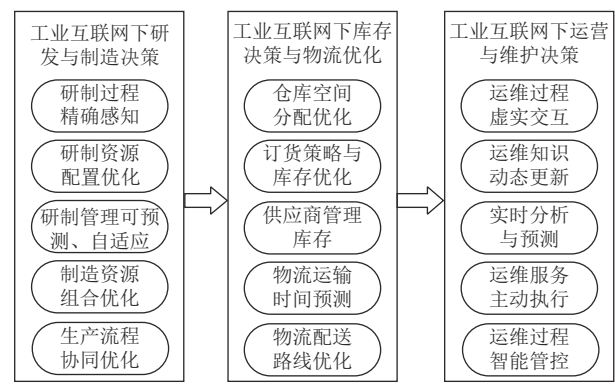 工业互联网下研
发与制造决策
研制过程
精确感知
研制资源
配置优化
研制管理可预
测、自适应
制造资源
组合优化
生产流程
协同优化
工业互联网下库存
决策与物流优化
仓库空间
分配优化
订货策略与
库存优化
供应商管理
库存
物流运输
时间预测
物流配送
路线优化
工业互联网下运营
与维护决策
运维过程
虚实交互
运维知识
动态更新
实时分析
与预测
运维服务
主动执行
运维过程
智能管控